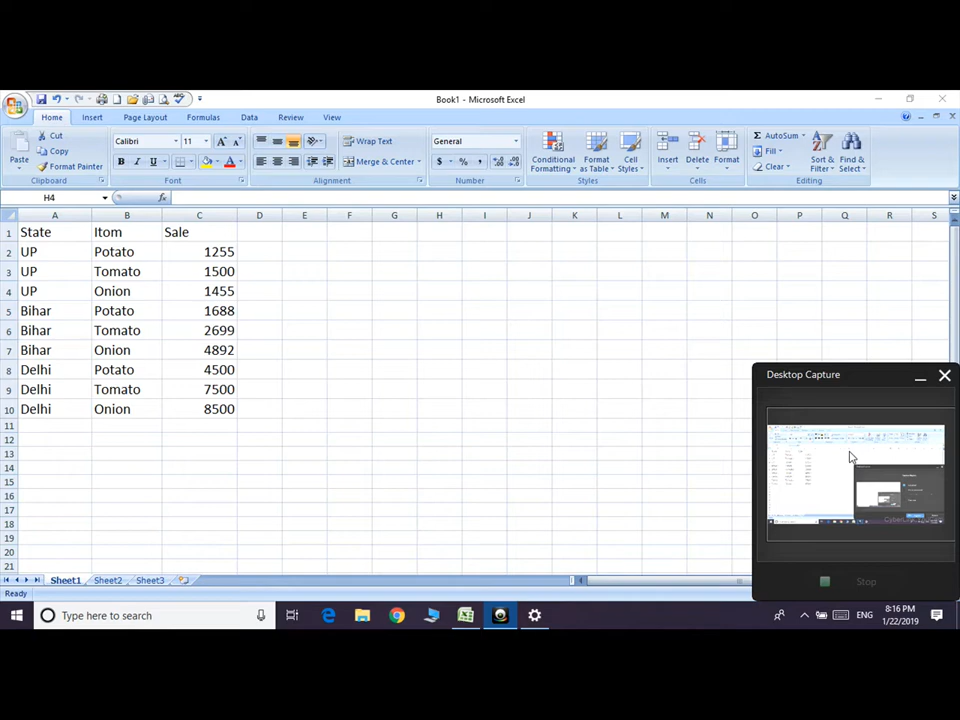 Book1 - Microsoft Excel
Home Insert Page Layout Formulas Data Review View
Cut
Copy
Format Painter
Paste
Clipboard
Calibri 11
B I U
Font
Wrap Text
Merge & Center
Alignment
General
$ % ,
Number
Conditional Formatting
Format as Table
Cell Styles
Styles
Insert Delete Format
Cells
AutoSum
Fill
Clear
Sort & Filter
Find & Select
Editing
H4 fx
A B C D E F G H I J K L M N O P Q R S
1 State Itom Sale
2 UP Potato 1255
3 UP Tomato 1500
4 UP Onion 1455
5 Bihar Potato 1688
6 Bihar Tomato 2699
7 Bihar Onion 4892
8 Delhi Potato 4500
9 Delhi Tomato 7500
10 Delhi Onion 8500
11
12
13
14
15
16
17
18
19
20
21
Desktop Capture
Stop
Sheet1 Sheet2 Sheet3
Ready
Type here to search
ENG
8:16 PM
1/22/2019